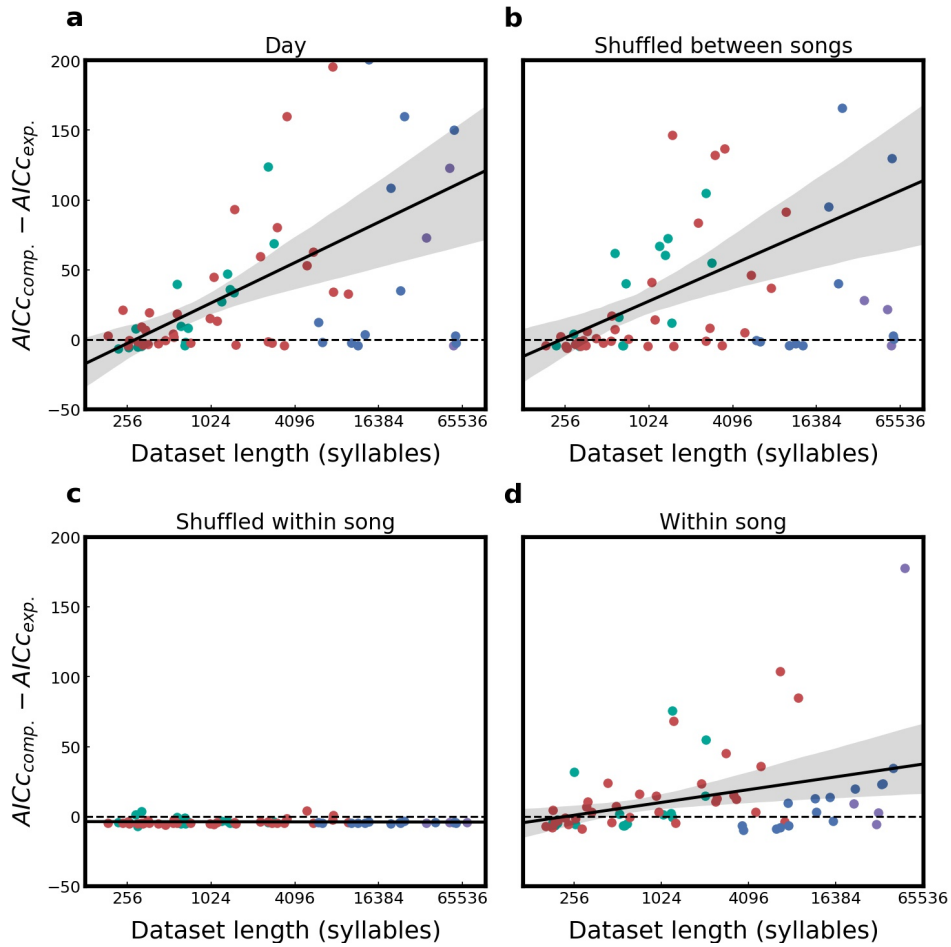 a
b
Day
Shuffled between songs
200
150
100
50
0
−50
AICc_comp. − AICc_exp.
256 1024 4096 16384 65536
256 1024 4096 16384 65536
Dataset length (syllables)
Dataset length (syllables)
c
d
Shuffled within song
Within song
200
150
100
50
0
−50
AICc_comp. − AICc_exp.
256 1024 4096 16384 65536
256 1024 4096 16384 65536
Dataset length (syllables)
Dataset length (syllables)